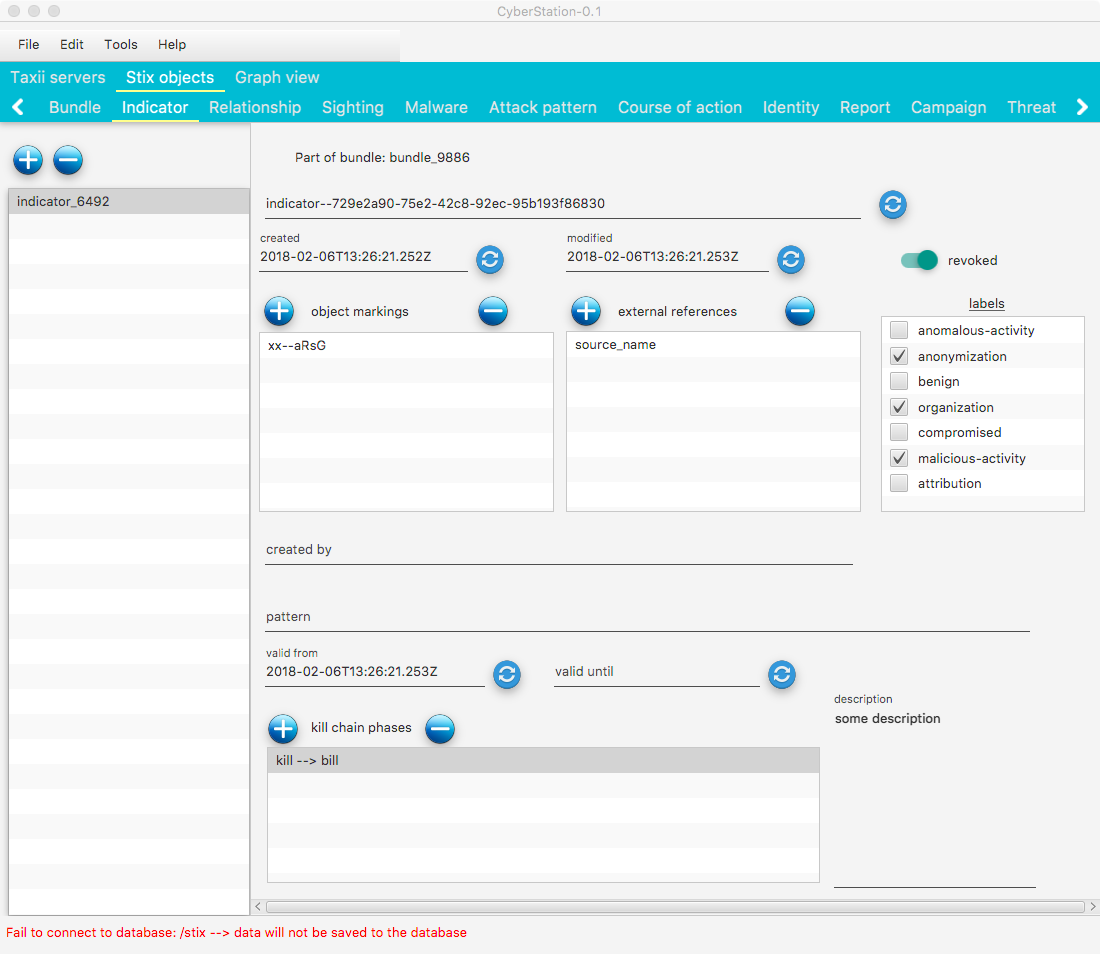 CyberStation-0.1
File Edit Tools Help
Taxii servers Stix objects Graph view
Bundle Indicator Relationship Sighting Malware Attack pattern Course of action Identity Report Campaign Threat
Part of bundle: bundle_9886
indicator_6492
indicator--729e2a90-75e2-42c8-92ec-95b193f86830
created modified
2018-02-06T13:26:21.252Z 2018-02-06T13:26:21.253Z
revoked
object markings external references
labels
xx--aRsG source_name
anomalous-activity
anonymization
benign
organization
compromised
malicious-activity
attribution
created by
pattern
valid from
2018-02-06T13:26:21.253Z valid until
description
some description
kill chain phases
kill --> bill
Fail to connect to database: /stix --> data will not be saved to the database